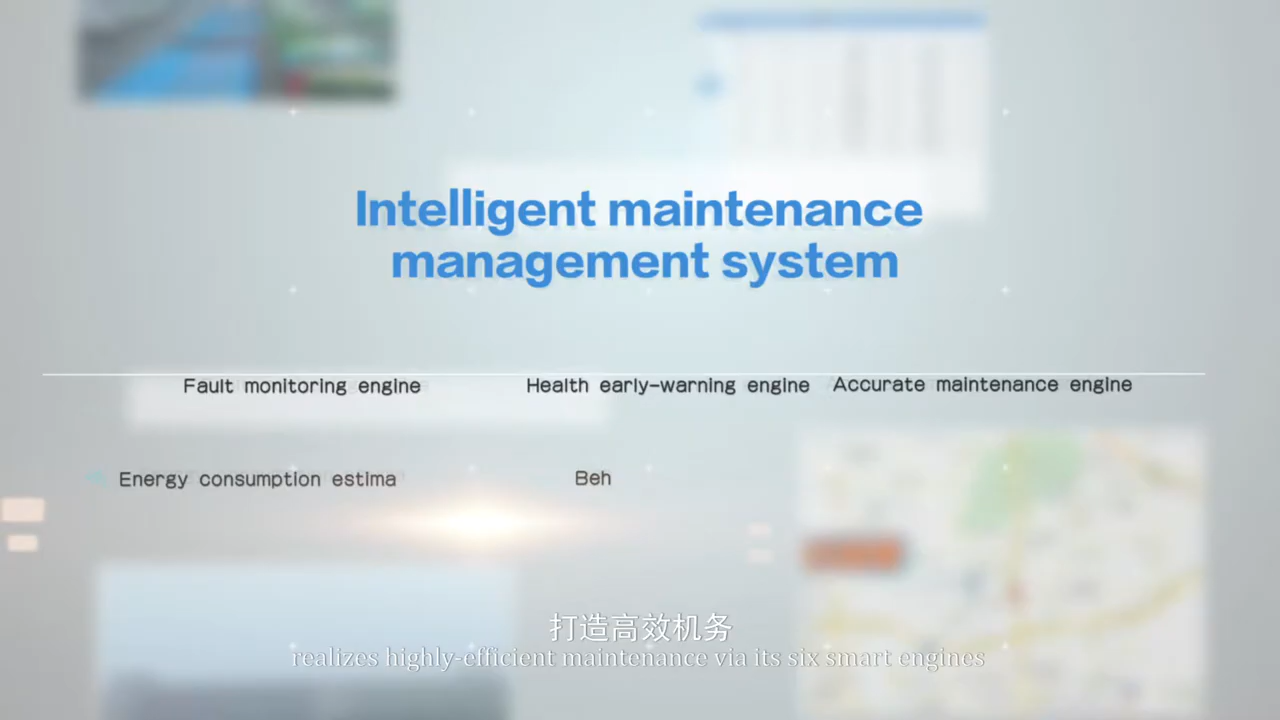 Intelligent maintenance
management system
Fault monitoring engine
Health early-warning engine
Accurate maintenance engine
Energy consumption estima
Beh
打造高效机务
realizes highly-efficient maintenance via its six smart engines